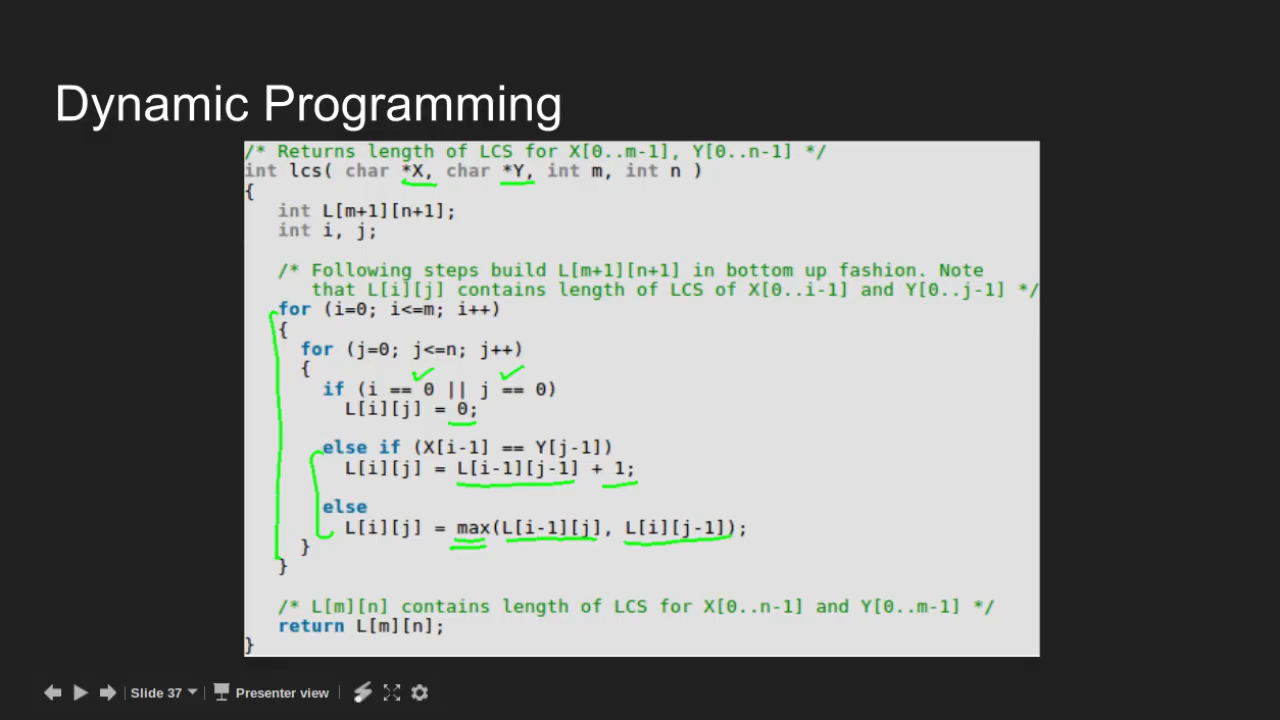 Dynamic Programming
/* Returns length of LCS for X[0..m-1], Y[0..n-1] */
int lcs( char *X, char *Y, int m, int n )
{
int L[m+1][n+1];
int i, j;
/* Following steps build L[m+1][n+1] in bottom up fashion. Note
that L[i][j] contains length of LCS of X[0..i-1] and Y[0..j-1] */
for (i=0; i<=m; i++)
{
for (j=0; j<=n; j++)
{
if (i == 0 || j == 0)
L[i][j] = 0;
else if (X[i-1] == Y[j-1])
L[i][j] = L[i-1][j-1] + 1;
else
L[i][j] = max(L[i-1][j], L[i][j-1]);
}
}
/* L[m][n] contains length of LCS for X[0..n-1] and Y[0..m-1] */
return L[m][n];
}
Slide 37 Presenter view